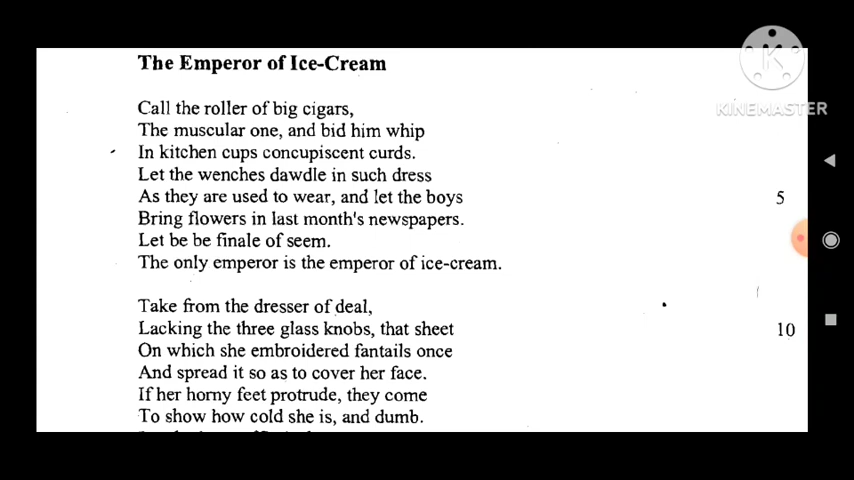 The Emperor of Ice-Cream
KINEMASTER
Call the roller of big cigars,
The muscular one, and bid him whip
In kitchen cups concupiscent curds.
Let the wenches dawdle in such dress
As they are used to wear, and let the boys
5
Bring flowers in last month's newspapers.
Let be be finale of seem.
The only emperor is the emperor of ice-cream.
Take from the dresser of deal,
Lacking the three glass knobs, that sheet
10
On which she embroidered fantails once
And spread it so as to cover her face.
If her horny feet protrude, they come
To show how cold she is, and dumb.